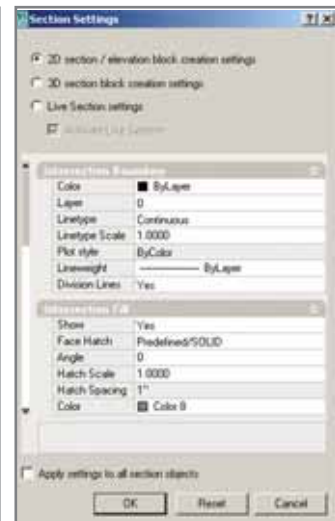 Section Settings
2D section / elevation block creation settings
3D section block creation settings
Live Section settings
Activate Live Section
Intersection Boundary
Color ByLayer
Layer 0
Linetype Continuous
Linetype Scale 1.0000
Plot style ByColor
Lineweight ByLayer
Division Lines Yes
Intersection Fill
Show Yes
Face Hatch Predefined/SOLID
Angle 0
Hatch Scale 1.0000
Hatch Spacing 1"
Color Color 8
Apply settings to all section objects
OK Reset Cancel